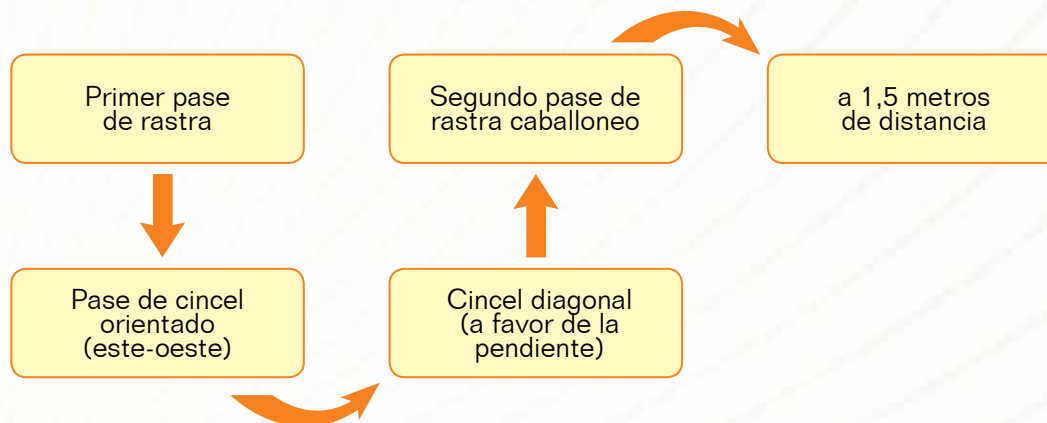 Primer pase
de rastra
Pase de cincel
orientado
(este-oeste)
Cincel diagonal
(a favor de la
pendiente)
Segundo pase de
rastra caballoneo
a 1,5 metros
de distancia